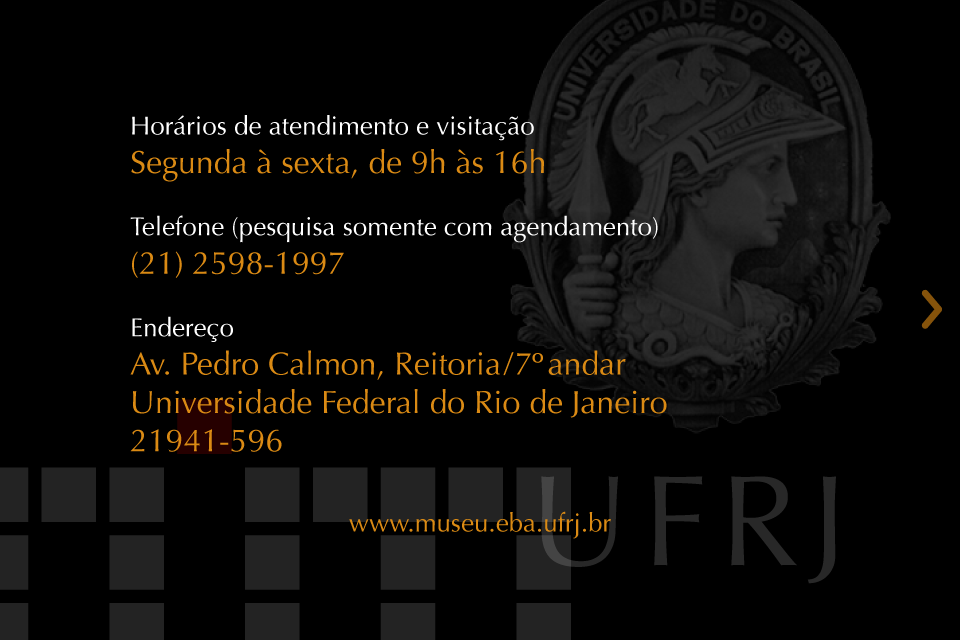 UNIVERSIDADE DO BRASIL
Horários de atendimento e visitação
Segunda à sexta, de 9h às 16h
Telefone (pesquisa somente com agendamento)
(21) 2598-1997
Endereço
Av. Pedro Calmon, Reitoria/7º andar
Universidade Federal do Rio de Janeiro
21941-596
UFRJ
www.museu.eba.ufrj.br